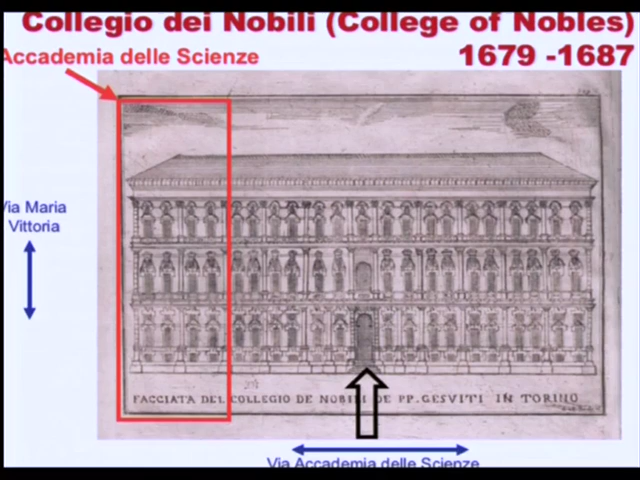 Collegio dei Nobili (College of Nobles)
Accademia delle Scienze
1679 -1687
Via Maria
Vittoria
FACCIATA DEL COLLEGIO DE NOBILI DE PP. GESVITI IN TORINO
Via Accademia delle Scienze